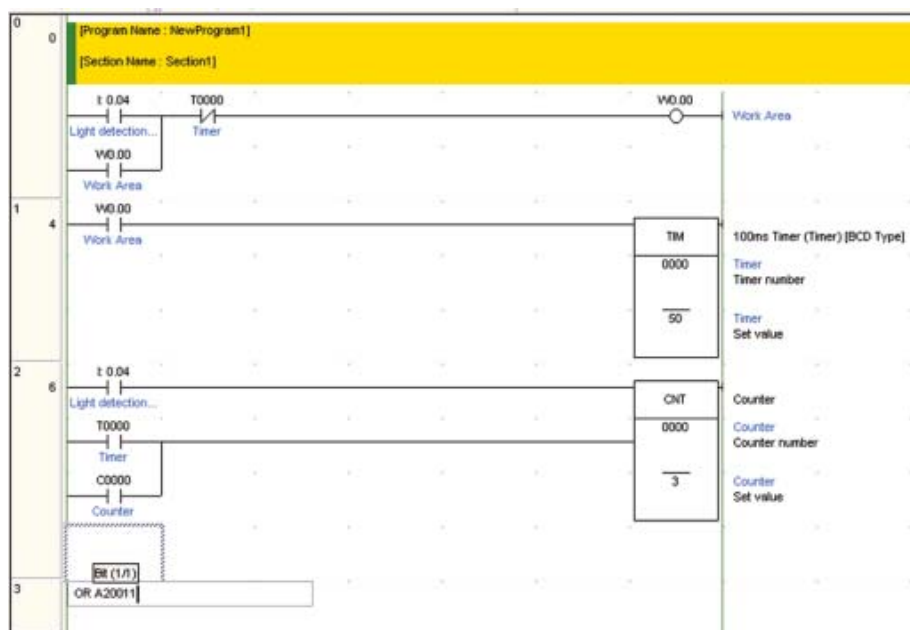 0
0
[Program Name : NewProgram1]
[Section Name : Section1]
I: 0.04
T0000
W0.00
Light detection...
Timer
Work Area
W0.00
Work Area
1
4
W0.00
Work Area
TIM
100ms Timer (Timer) [BCD Type]
0000
Timer
Timer number
50
Timer
Set value
2
6
I: 0.04
Light detection...
CNT
Counter
T0000
Timer
0000
Counter
Counter number
C0000
Counter
3
Counter
Set value
Bit (1/1)
3
OR A20011